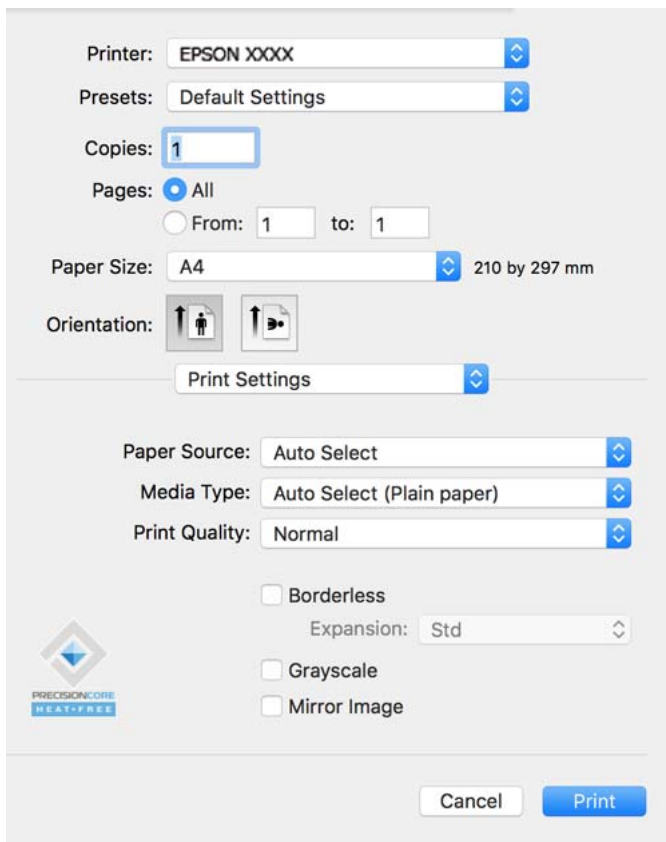 Printer: EPSON XXXX
Presets: Default Settings
Copies: 1
Pages: All
From: 1 to: 1
Paper Size: A4 210 by 297 mm
Orientation:
Print Settings
Paper Source: Auto Select
Media Type: Auto Select (Plain paper)
Print Quality: Normal
Borderless
Expansion: Std
Grayscale
PRECISIONCORE
HEAT-FREE
Mirror Image
Cancel Print